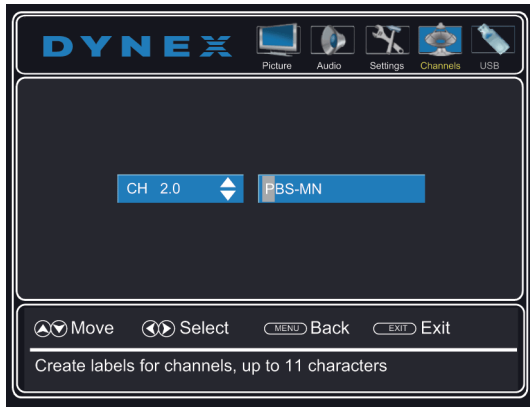 DYNEX
Picture Audio Settings Channels USB
CH 2.0 PBS-MN
Move Select MENU Back EXIT Exit
Create labels for channels, up to 11 characters